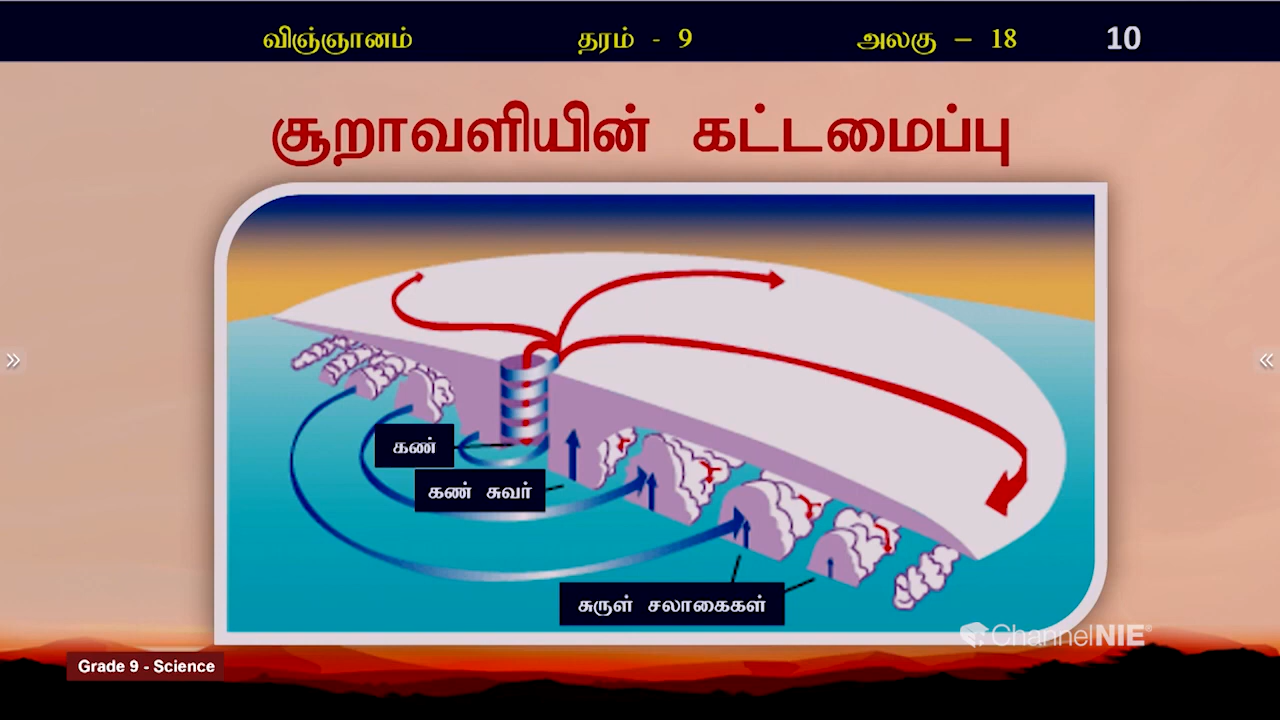 விஞ்ஞானம் தரம் - 9 அலகு – 18 10
சூறாவளியின் கட்டமைப்பு
கண்
கண் சுவர்
சுருள் சலாகைகள்
ChannelNIE®
Grade 9 - Science